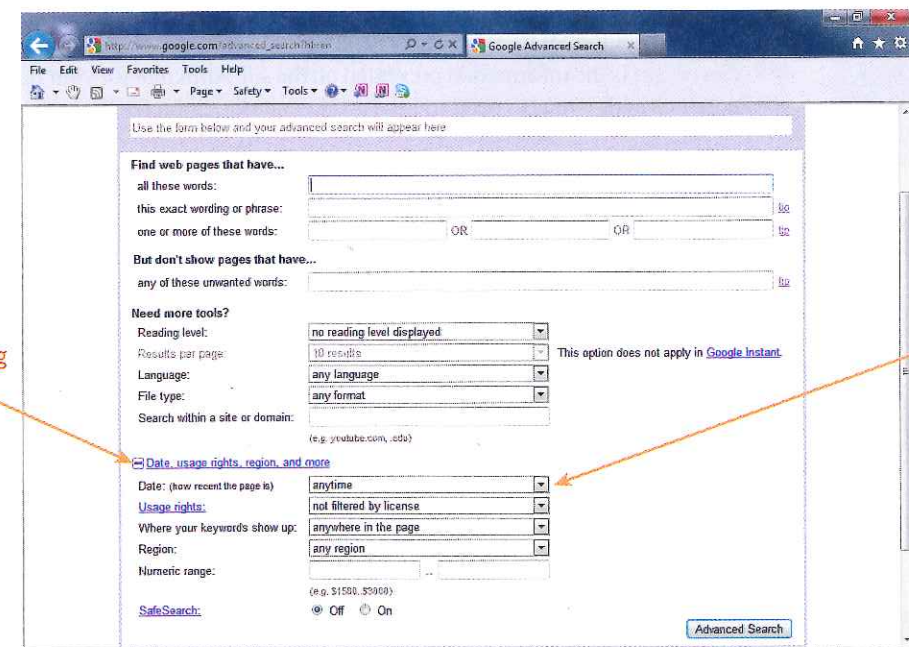 http://www.google.com/advanced_search?hl=en
Google Advanced Search
File Edit View Favorites Tools Help
Page Safety Tools
Use the form below and your advanced search will appear here
Find web pages that have...
all these words:
this exact wording or phrase: tip
one or more of these words: OR OR tip
But don't show pages that have...
any of these unwanted words: tip
Need more tools?
Reading level: no reading level displayed
Results per page: 10 results This option does not apply in Google Instant.
Language: any language
File type: any format
Search within a site or domain:
(e.g. youtube.com, .edu)
Date, usage rights, region, and more
Date: (how recent the page is) anytime
Usage rights: not filtered by license
Where your keywords show up: anywhere in the page
Region: any region
Numeric range: ..
(e.g. $1500..$3000)
SafeSearch: Off On
Advanced Search